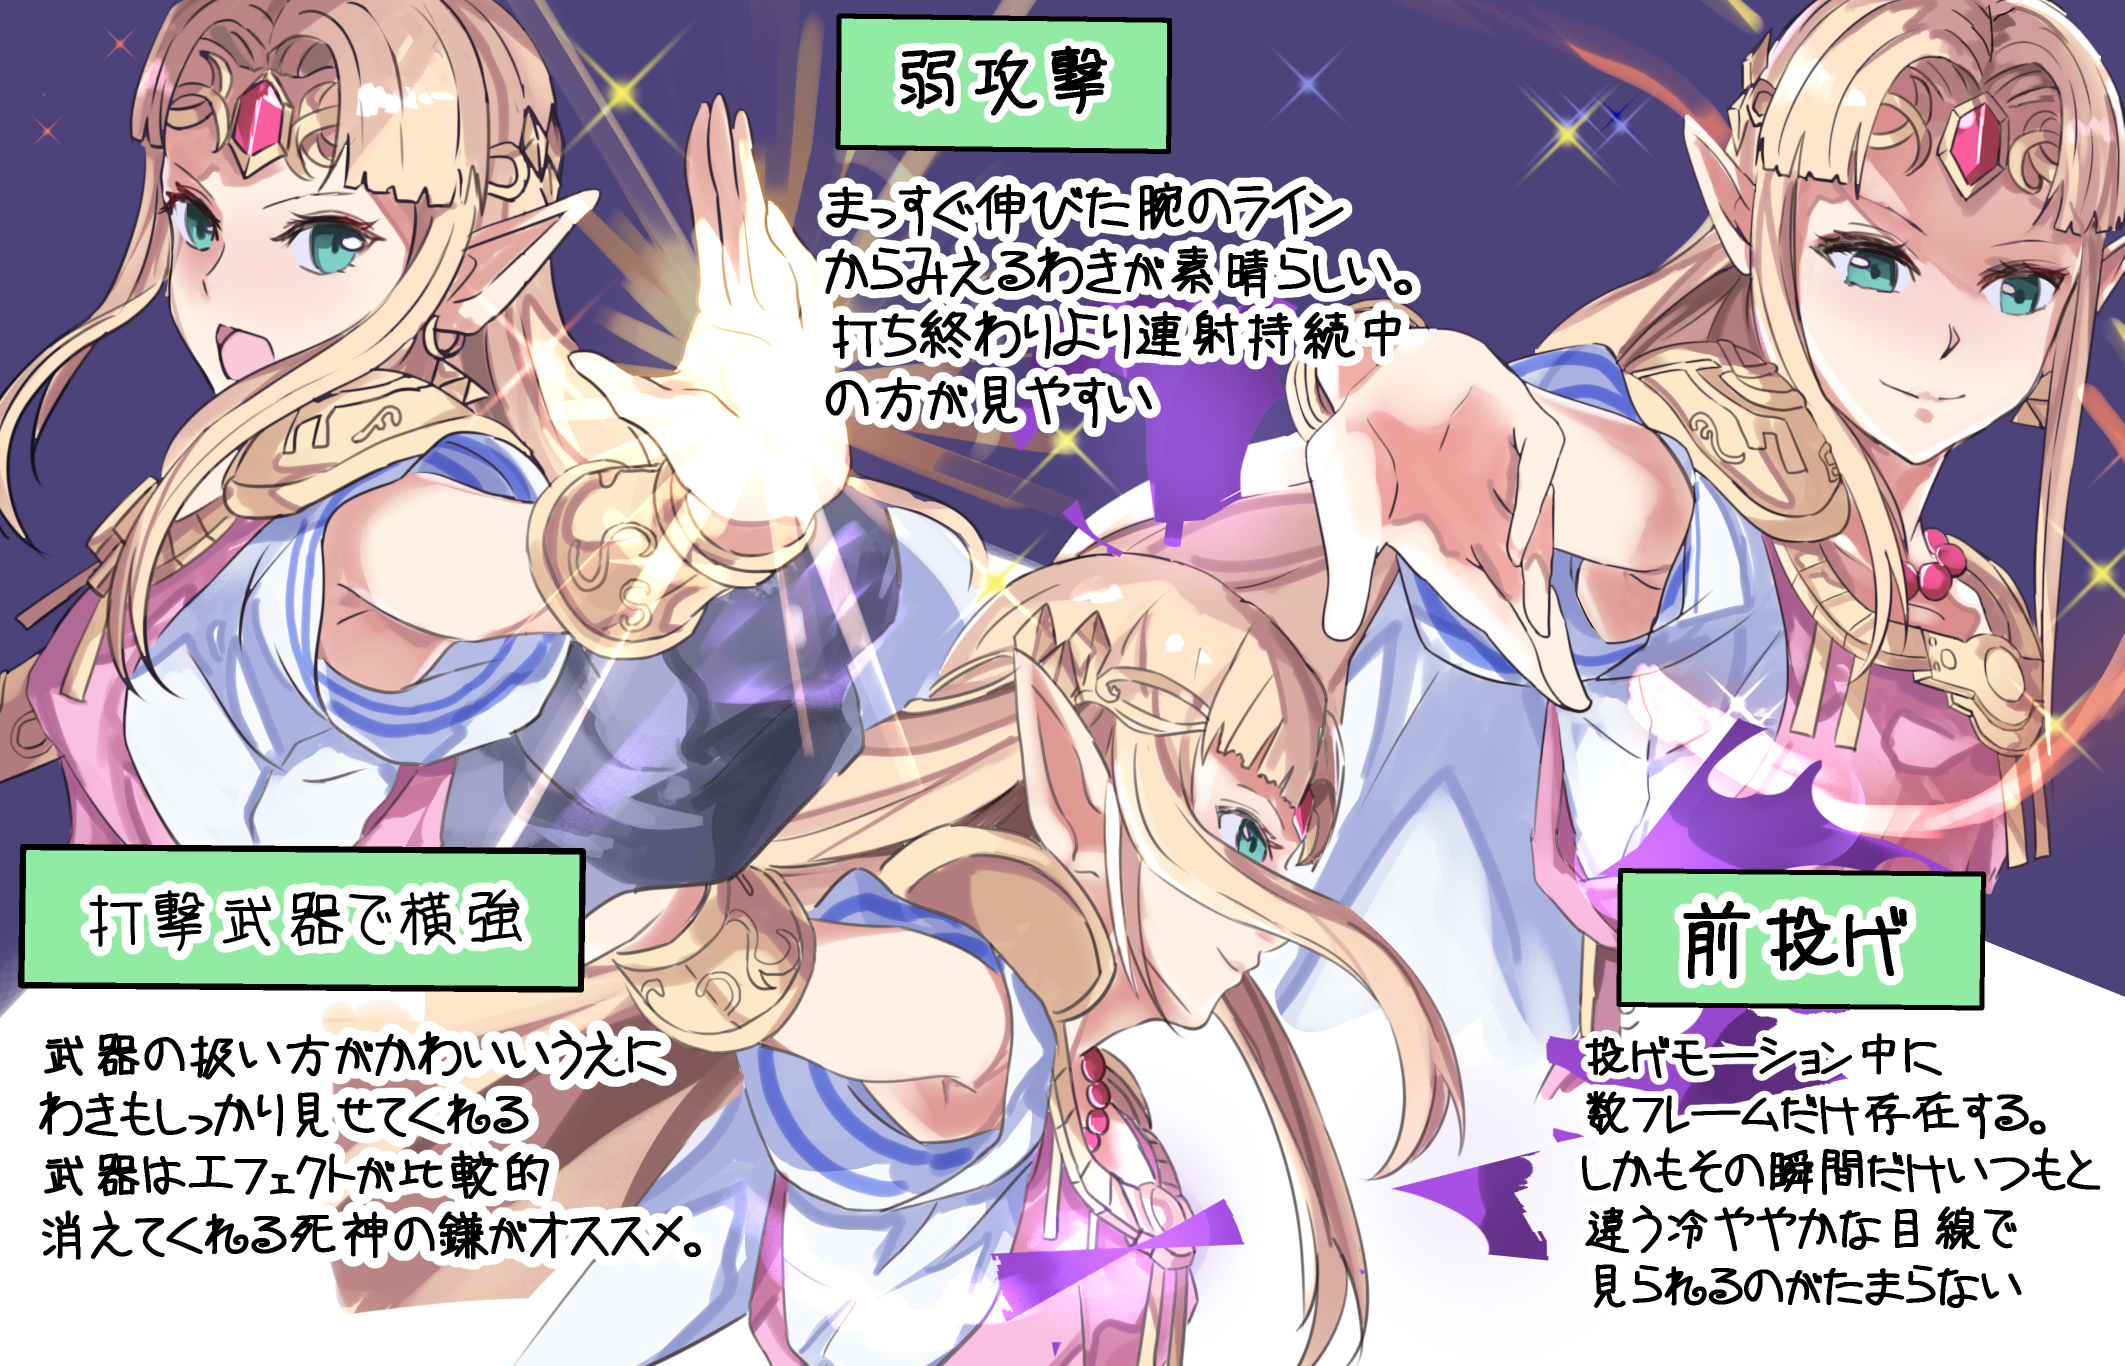 弱攻撃
まっすぐ伸びた腕のライン
からみえるわきが素晴らしい。
打ち終わりより連射持続中
の方が見やすい
打撃武器で横強
武器の扱い方がかわいいうえに
わきもしっかり見せてくれる
武器はエフェクトが比較的
消えてくれる死神の鎌がオススメ。
前投げ
投げモーション中に
数フレームだけ存在する。
しかもその瞬間だけいつもと
違う冷ややかな目線で
見られるのがたまらない